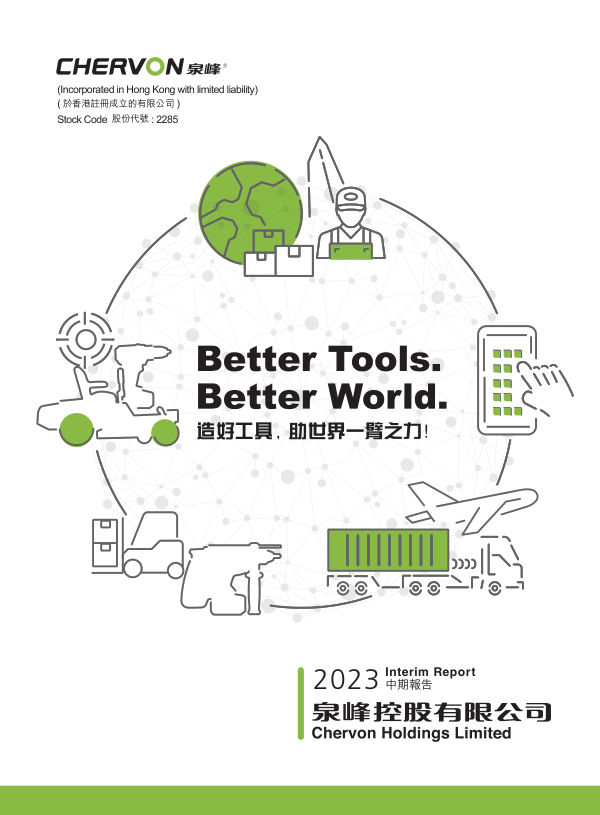 CHERVON 泉峰®
(Incorporated in Hong Kong with limited liability)
(於香港註冊成立的有限公司)
Stock Code 股份代號 : 2285
Better Tools.
Better World.
造好工具, 助世界一臂之力!
2023 Interim Report
中期報告
泉峰控股有限公司
Chervon Holdings Limited